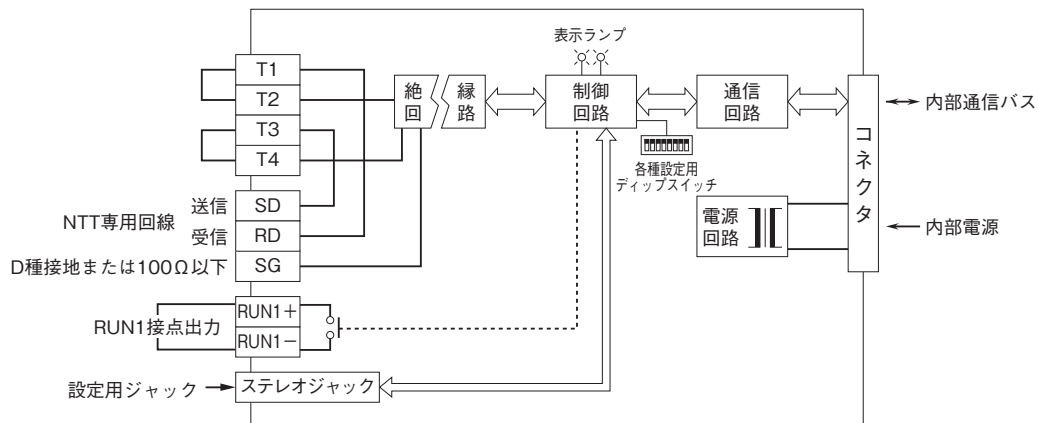 表示ランプ
T1
T2
T3
T4
絶
回
縁
路
制御
回路
通信
回路
内部通信バス
各種設定用
ディップスイッチ
コネクタ
NTT専用回線
送信
SD
受信
RD
D種接地または100Ω以下
SG
電源
回路
内部電源
RUN1接点出力
RUN1+
RUN1−
設定用ジャック
ステレオジャック